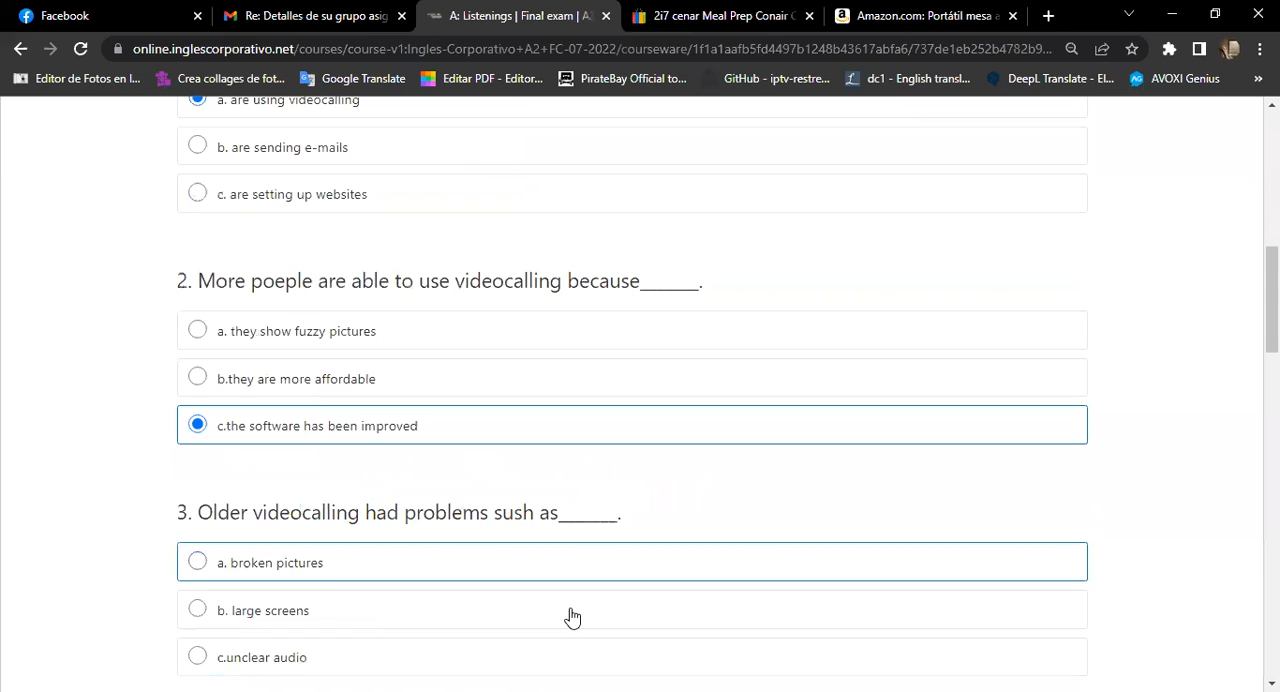 Facebook
Re: Detalles de su grupo asig
A: Listenings | Final exam | A2
2i7 cenar Meal Prep Conair C
Amazon.com: Portátil mesa a
online.inglescorporativo.net/courses/course-v1:Ingles-Corporativo+A2+FC-07-2022/courseware/1f1a1aafb5fd4497b1248b43617abfa6/737de1eb252b4782b9...
Editor de Fotos en l...
Crea collages de fot...
Google Translate
Editar PDF - Editor...
PirateBay Official to...
GitHub - iptv-restre...
dc1 - English transl...
DeepL Translate - El...
AVOXI Genius
»
a. are using videocalling
b. are sending e-mails
c. are setting up websites
2. More poeple are able to use videocalling because_______.
a. they show fuzzy pictures
b.they are more affordable
c.the software has been improved
3. Older videocalling had problems sush as_______.
a. broken pictures
b. large screens
c.unclear audio